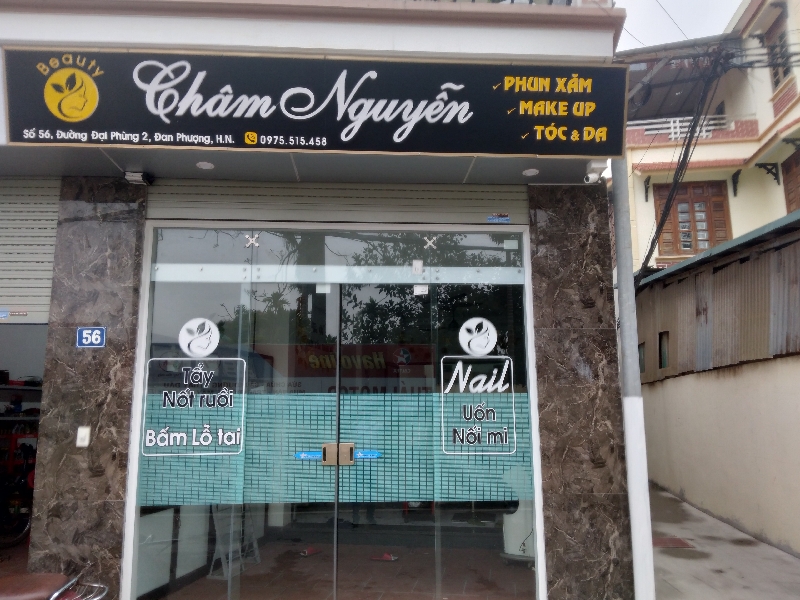 Beauty
Châm Nguyễn
PHUN XĂM
MAKE UP
TÓC & DA
Số 56, Đường Đại Phùng 2, Đan Phượng, H.N. 0975.515.458
56
Tẩy
Nốt ruồi
Bấm Lỗ tai
Nail
Uốn
Nối mi
Havoline